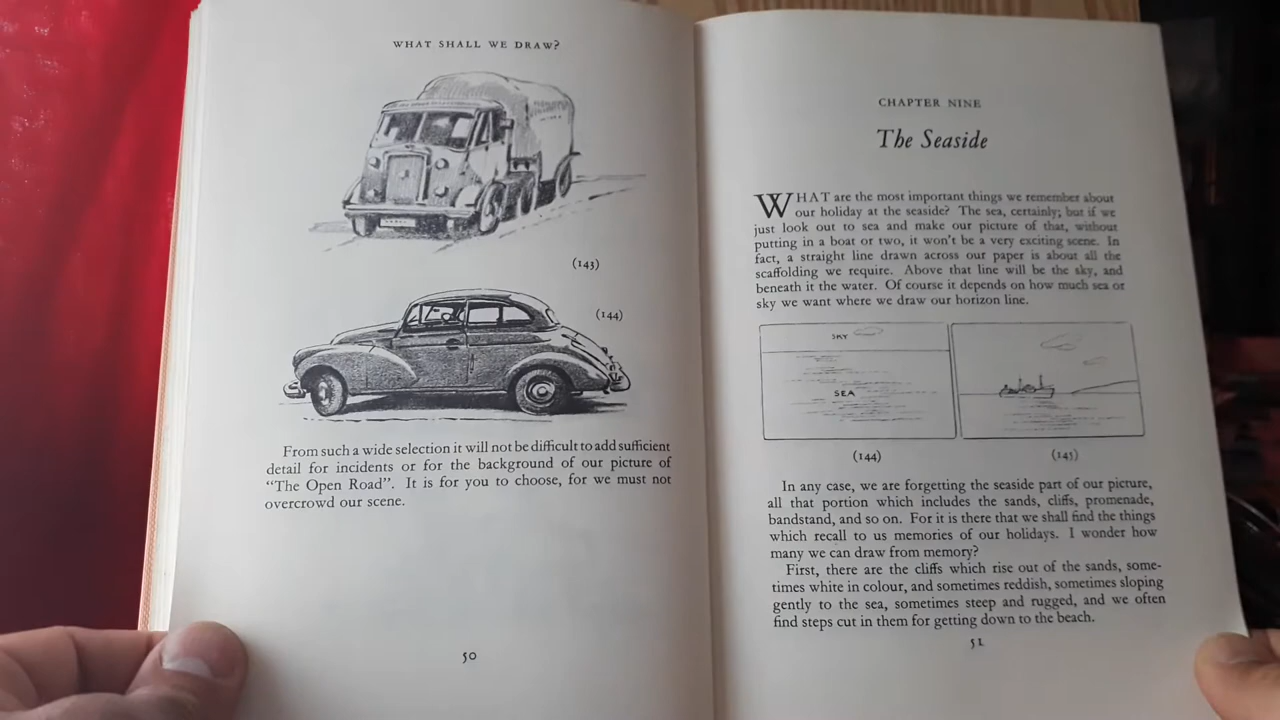 WHAT SHALL WE DRAW?
(143)
(144)
From such a wide selection it will not be difficult to add sufficient
detail for incidents or for the background of our picture of
"The Open Road". It is for you to choose, for we must not
overcrowd our scene.
50
CHAPTER NINE
The Seaside
WHAT are the most important things we remember about
our holiday at the seaside? The sea, certainly; but if we
just look out to sea and make our picture of that, without
putting in a boat or two, it won't be a very exciting scene. In
fact, a straight line drawn across our paper is about all the
scaffolding we require. Above that line will be the sky, and
beneath it the water. Of course it depends on how much sea or
sky we want where we draw our horizon line.
SKY
SEA
(144)
(145)
In any case, we are forgetting the seaside part of our picture,
all that portion which includes the sands, cliffs, promenade,
bandstand, and so on. For it is there that we shall find the things
which recall to us memories of our holidays. I wonder how
many we can draw from memory?
First, there are the cliffs which rise out of the sands, some-
times white in colour, and sometimes reddish, sometimes sloping
gently to the sea, sometimes steep and rugged, and we often
find steps cut in them for getting down to the beach.
51